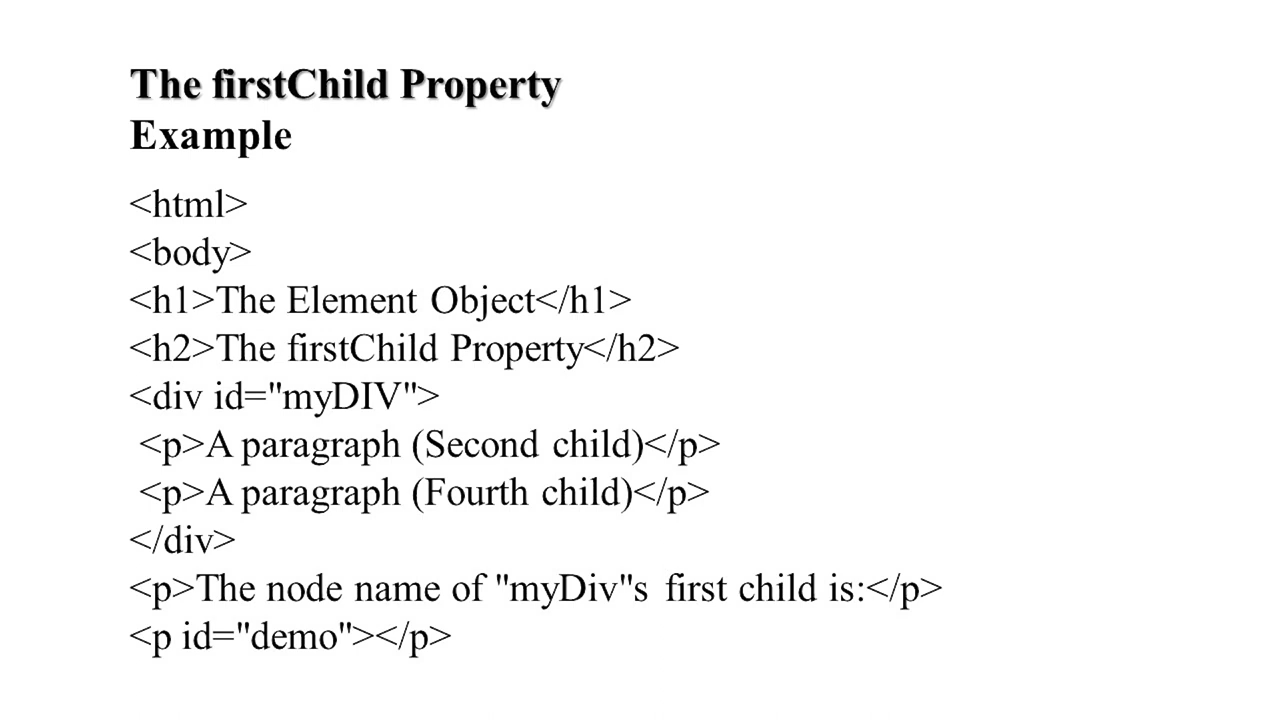 The firstChild Property
Example
<html>
<body>
<h1>The Element Object</h1>
<h2>The firstChild Property</h2>
<div id="myDIV">
<p>A paragraph (Second child)</p>
<p>A paragraph (Fourth child)</p>
</div>
<p>The node name of "myDiv"s first child is:</p>
<p id="demo"></p>